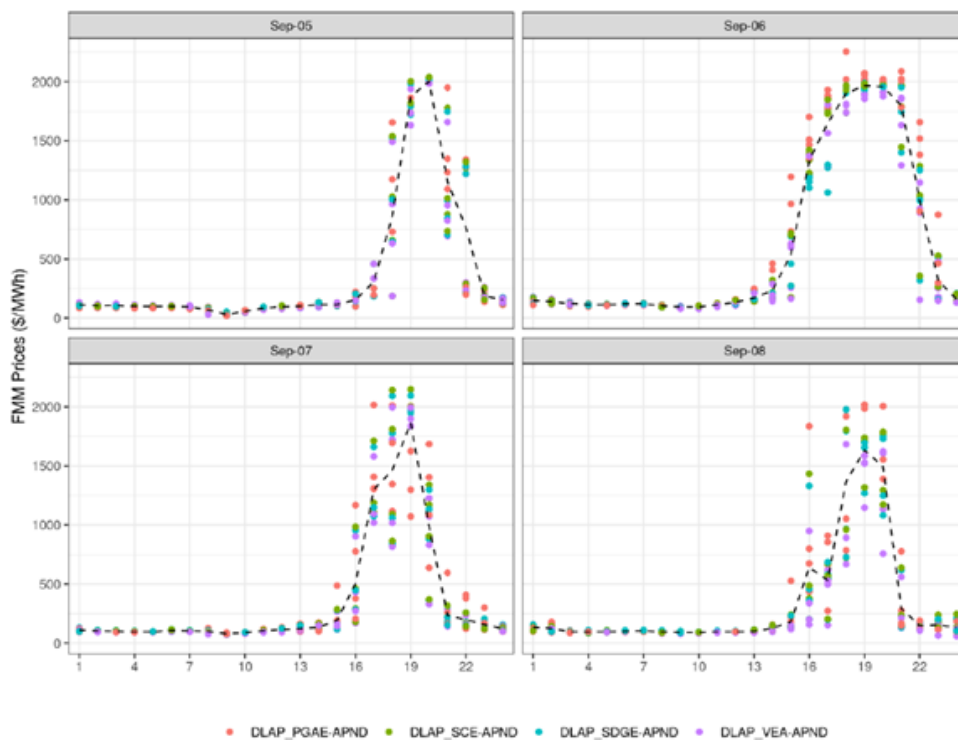 Sep-05
Sep-06
2000
1500
1000
500
0
Sep-07
Sep-08
2000
1500
1000
500
0
FMM Prices ($/MWh)
1 4 7 10 13 16 19 22 1 4 7 10 13 16 19 22
DLAP_PGAE-APND DLAP_SCE-APND DLAP_SDGE-APND DLAP_VEA-APND